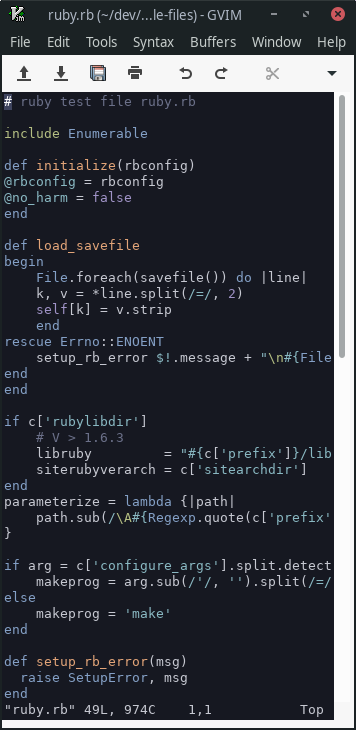 ruby.rb (~/dev/...le-files) - GVIM
File Edit Tools Syntax Buffers Window Help
# ruby test file ruby.rb

include Enumerable

def initialize(rbconfig)
@rbconfig = rbconfig
@no_harm = false
end

def load_savefile
begin
    File.foreach(savefile()) do |line|
    k, v = *line.split(/=/, 2)
    self[k] = v.strip
    end
rescue Errno::ENOENT
    setup_rb_error $!.message + "\n#{File
end
end

if c['rubylibdir']
    # V > 1.6.3
    libruby         = "#{c['prefix']}/lib
    siterubyverarch = c['sitearchdir']
end
parameterize = lambda {|path|
    path.sub(/\A#{Regexp.quote(c['prefix'
}

if arg = c['configure_args'].split.detect
    makeprog = arg.sub(/'/, '').split(/=/
else
    makeprog = 'make'
end

def setup_rb_error(msg)
  raise SetupError, msg
end
"ruby.rb" 49L, 974C    1,1           Top